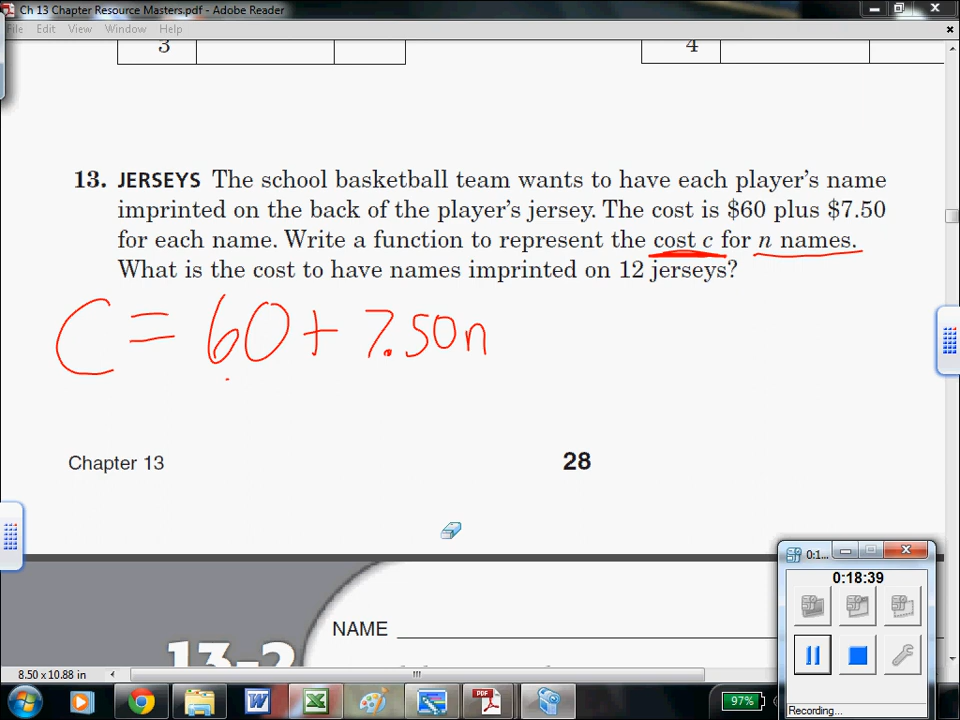 Ch 13 Chapter Resource Masters.pdf - Adobe Reader
File Edit View Window Help
3
4
13. JERSEYS The school basketball team wants to have each player's name
imprinted on the back of the player's jersey. The cost is $60 plus $7.50
for each name. Write a function to represent the cost c for n names.
What is the cost to have names imprinted on 12 jerseys?
C = 60 + 7.50n
Chapter 13
28
0:1...
0:18:39
NAME
13-2
8.50 x 10.88 in
97%
Recording...